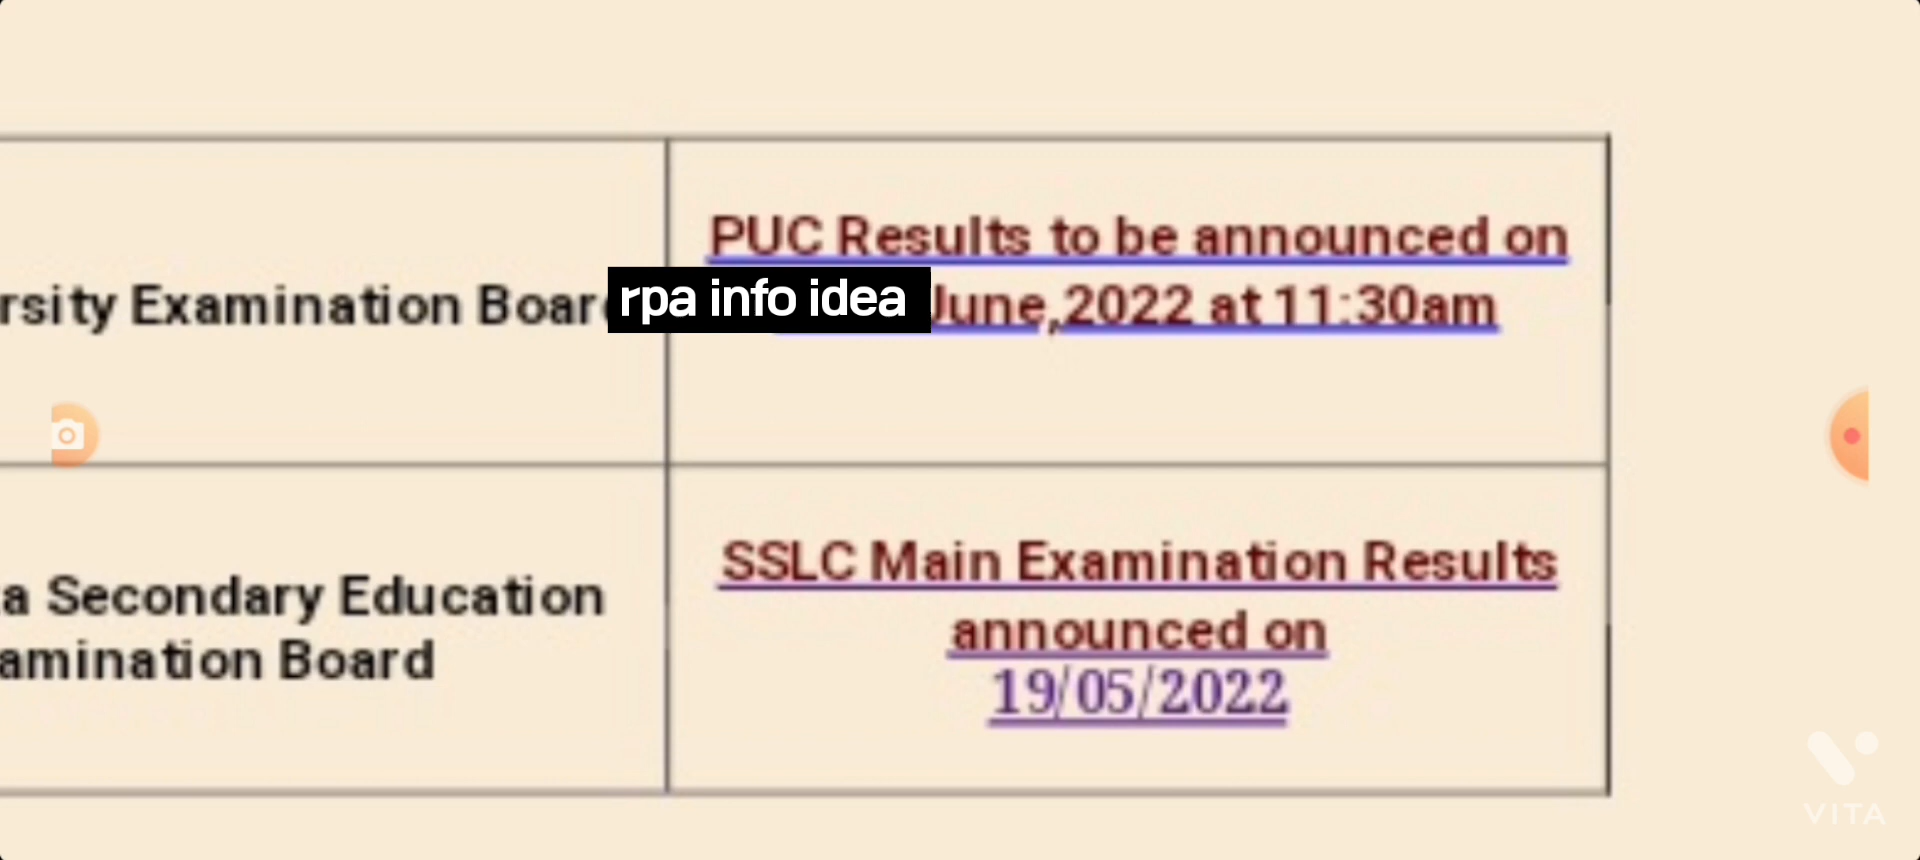 PUC Results to be announced on
rsity Examination Boar
rpa info idea
June,2022 at 11:30am
SSLC Main Examination Results
a Secondary Education
announced on
amination Board
19/05/2022
VITA